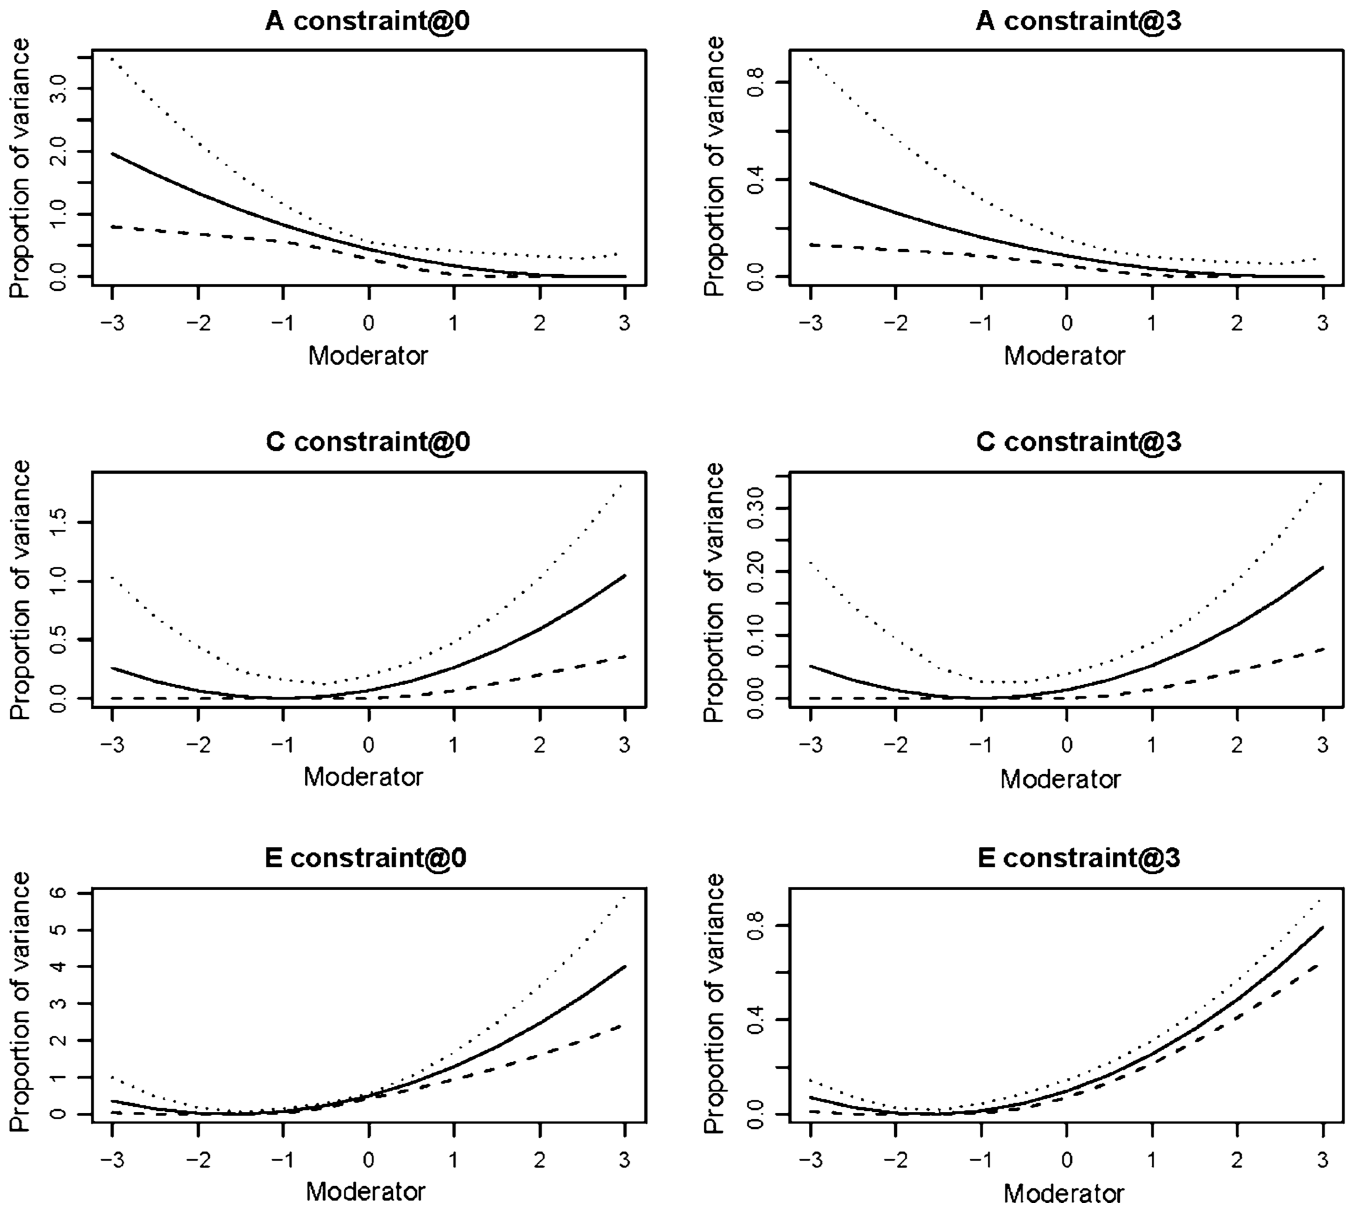 A constraint@0
Proportion of variance
0.0 1.0 2.0 3.0
−3 −2 −1 0 1 2 3
Moderator
A constraint@3
Proportion of variance
0.0 0.4 0.8
−3 −2 −1 0 1 2 3
Moderator
C constraint@0
Proportion of variance
0.0 0.5 1.0 1.5
−3 −2 −1 0 1 2 3
Moderator
C constraint@3
Proportion of variance
0.00 0.10 0.20 0.30
−3 −2 −1 0 1 2 3
Moderator
E constraint@0
Proportion of variance
0 1 2 3 4 5 6
−3 −2 −1 0 1 2 3
Moderator
E constraint@3
Proportion of variance
0.0 0.4 0.8
−3 −2 −1 0 1 2 3
Moderator